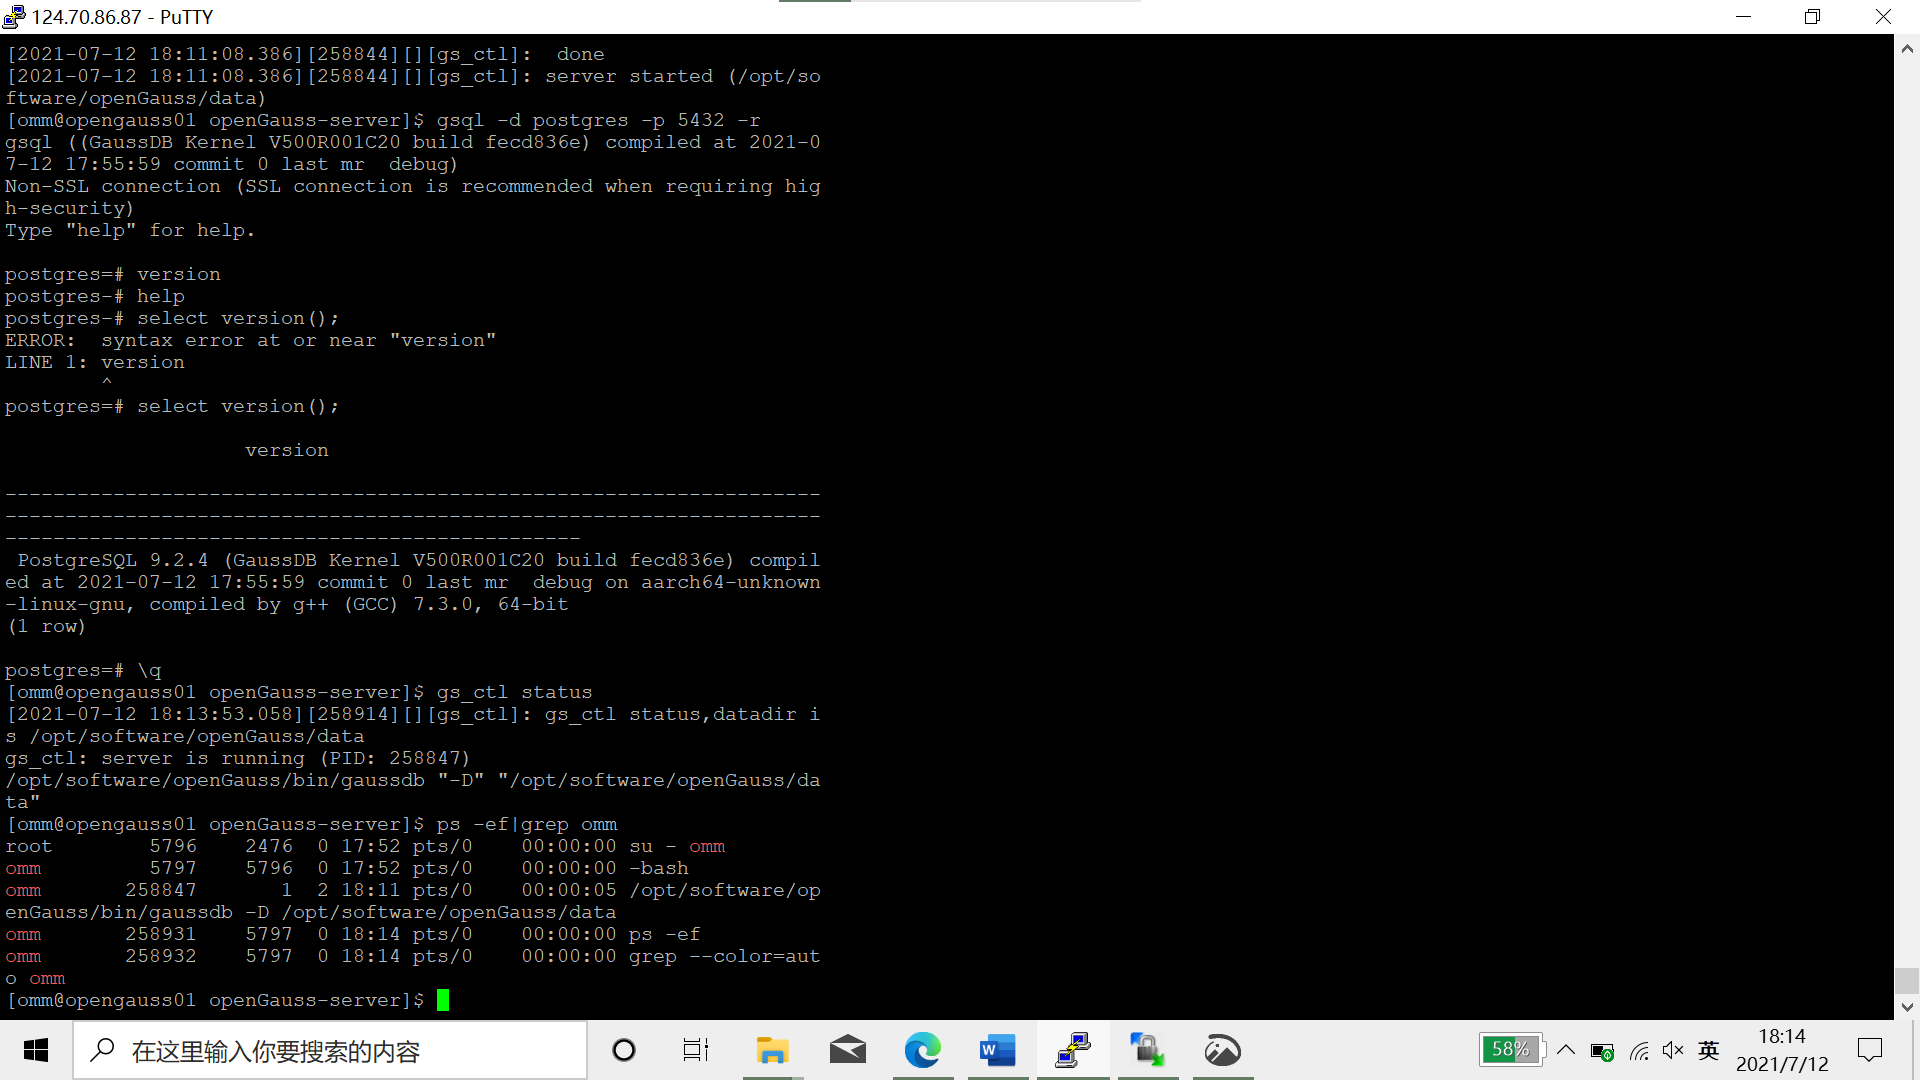 124.70.86.87 - PuTTY
[2021-07-12 18:11:08.386][258844][][gs_ctl]:  done
[2021-07-12 18:11:08.386][258844][][gs_ctl]: server started (/opt/so
ftware/openGauss/data)
[omm@opengauss01 openGauss-server]$ gsql -d postgres -p 5432 -r
gsql ((GaussDB Kernel V500R001C20 build fecd836e) compiled at 2021-0
7-12 17:55:59 commit 0 last mr  debug)
Non-SSL connection (SSL connection is recommended when requiring hig
h-security)
Type "help" for help.
postgres=# version
postgres-# help
postgres-# select version();
ERROR:  syntax error at or near "version"
LINE 1: version
^
postgres=# select version();
version
--------------------------------------------------------------------
--------------------------------------------------------------------
------------------------------------------------
PostgreSQL 9.2.4 (GaussDB Kernel V500R001C20 build fecd836e) compil
ed at 2021-07-12 17:55:59 commit 0 last mr  debug on aarch64-unknown
-linux-gnu, compiled by g++ (GCC) 7.3.0, 64-bit
(1 row)
postgres=# \q
[omm@opengauss01 openGauss-server]$ gs_ctl status
[2021-07-12 18:13:53.058][258914][][gs_ctl]: gs_ctl status,datadir i
s /opt/software/openGauss/data
gs_ctl: server is running (PID: 258847)
/opt/software/openGauss/bin/gaussdb "-D" "/opt/software/openGauss/da
ta"
[omm@opengauss01 openGauss-server]$ ps -ef|grep omm
root        5796    2476  0 17:52 pts/0    00:00:00 su - omm
omm         5797    5796  0 17:52 pts/0    00:00:00 -bash
omm       258847       1  2 18:11 pts/0    00:00:05 /opt/software/op
enGauss/bin/gaussdb -D /opt/software/openGauss/data
omm       258931    5797  0 18:14 pts/0    00:00:00 ps -ef
omm       258932    5797  0 18:14 pts/0    00:00:00 grep --color=aut
o omm
[omm@opengauss01 openGauss-server]$
在这里输入你要搜索的内容
W
58%
英
18:14
2021/7/12